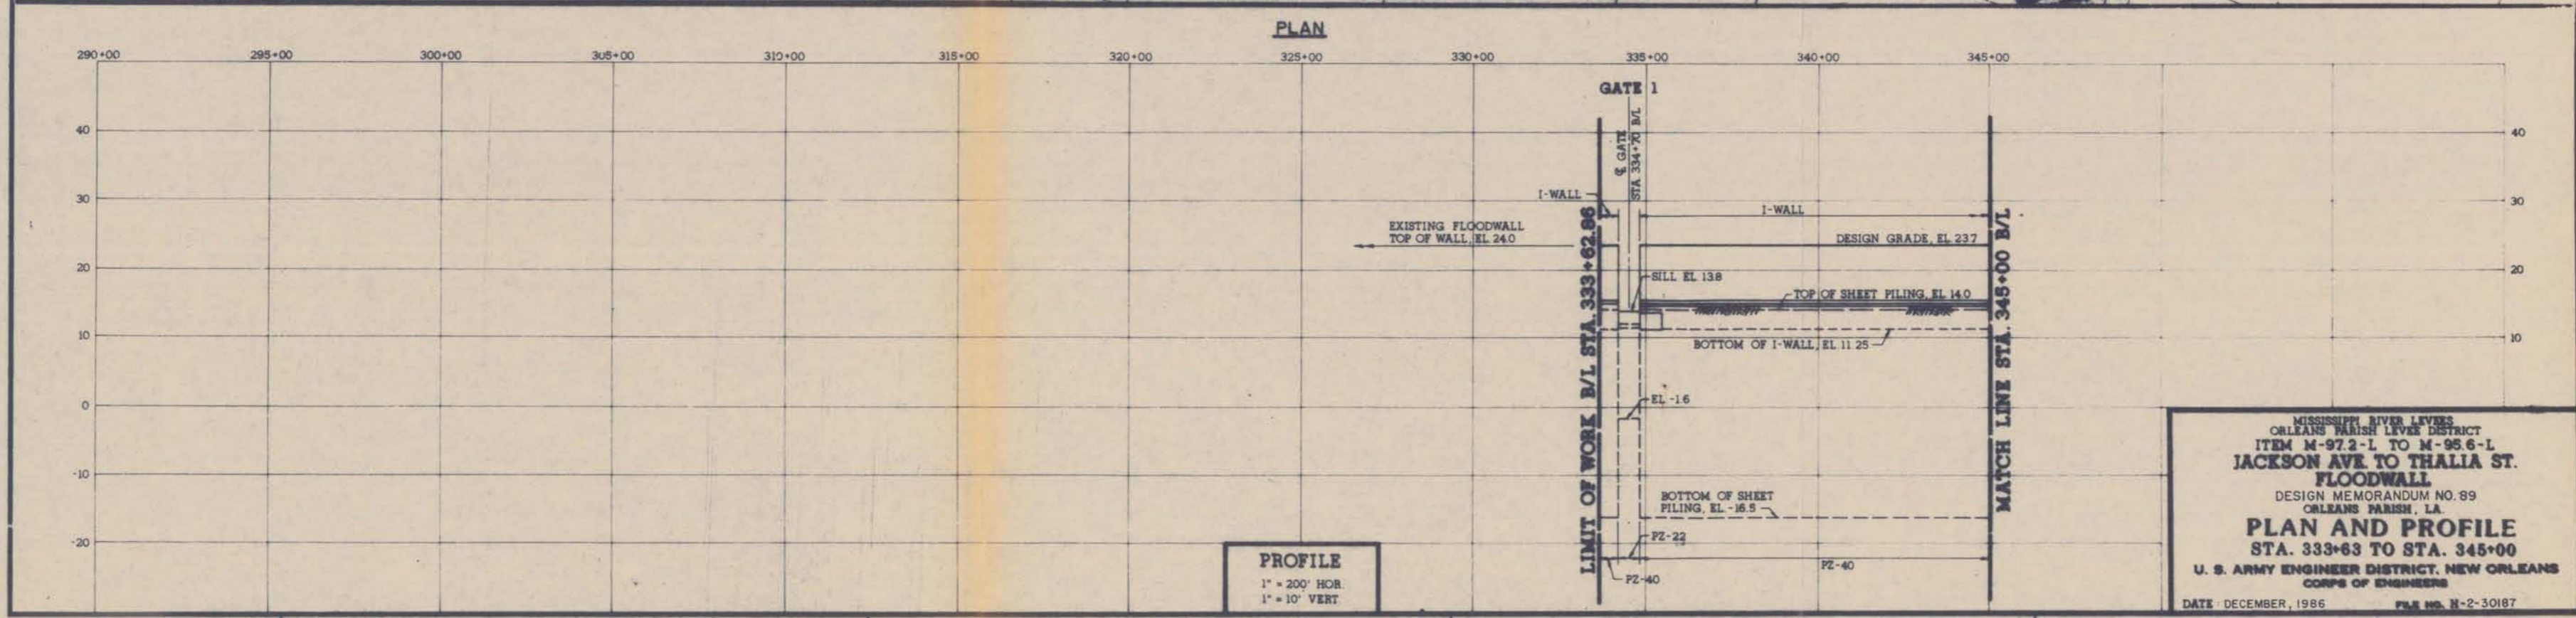 PLAN
290+00 295+00 300+00 305+00 310+00 315+00 320+00 325+00 330+00 335+00 340+00 345+00
GATE 1
40
30
20
10
0
-10
-20
40
30
20
10
℄ GATE
STA 334+70 B/L
I-WALL
I-WALL
EXISTING FLOODWALL
TOP OF WALL, EL 24.0
DESIGN GRADE, EL 23.7
SILL EL 13.8
TOP OF SHEET PILING, EL 14.0
BOTTOM OF I-WALL, EL 11.25
EL -1.6
BOTTOM OF SHEET
PILING, EL -16.5
PZ-22
PZ-40
PZ-40
LIMIT OF WORK B/L STA. 333+62.86
MATCH LINE STA. 345+00 B/L
PROFILE
1" = 200' HOR.
1" = 10' VERT.
MISSISSIPPI RIVER LEVEES
ORLEANS PARISH LEVEE DISTRICT
ITEM M-97.2-L TO M-95.6-L
JACKSON AVE. TO THALIA ST.
FLOODWALL
DESIGN MEMORANDUM NO. 89
ORLEANS PARISH, LA.
PLAN AND PROFILE
STA. 333+63 TO STA. 345+00
U. S. ARMY ENGINEER DISTRICT, NEW ORLEANS
CORPS OF ENGINEERS
DATE: DECEMBER, 1986 FILE NO. H-2-30187